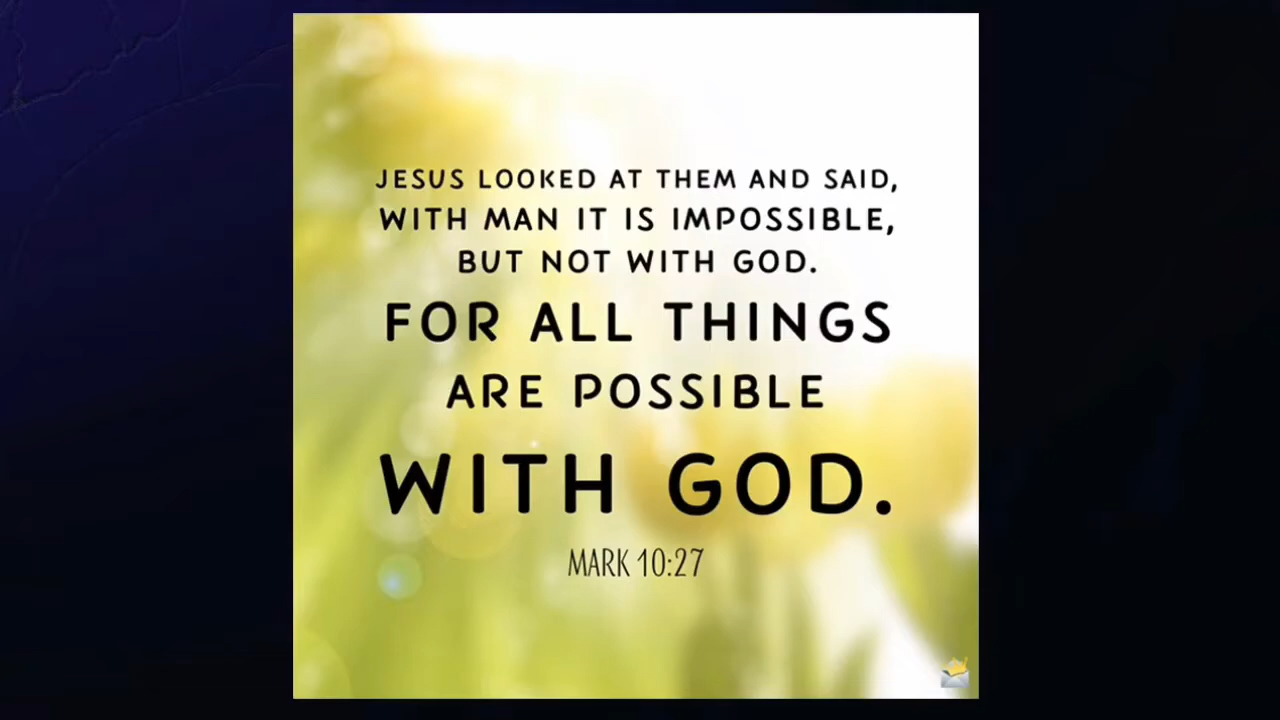 JESUS LOOKED AT THEM AND SAID,
WITH MAN IT IS IMPOSSIBLE,
BUT NOT WITH GOD.
FOR ALL THINGS
ARE POSSIBLE
WITH GOD.
MARK 10:27